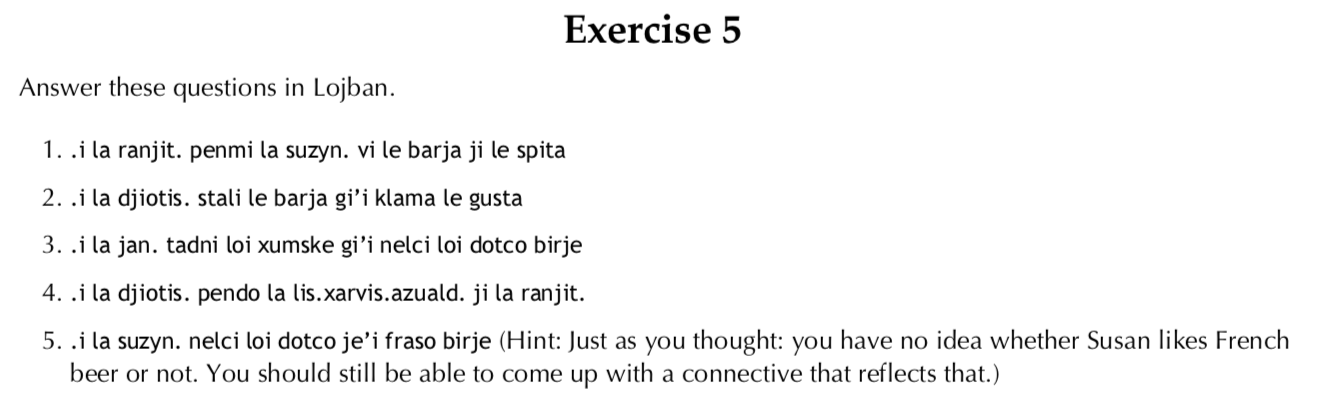 Exercise 5
Answer these questions in Lojban.
1. .i la ranjit. penmi la suzyn. vi le barja ji le spita
2. .i la djiotis. stali le barja gi’i klama le gusta
3. .i la jan. tadni loi xumske gi’i nelci loi dotco birje
4. .i la djiotis. pendo la lis.xarvis.azuald. ji la ranjit.
5. .i la suzyn. nelci loi dotco je’i fraso birje (Hint: Just as you thought: you have no idea whether Susan likes French
beer or not. You should still be able to come up with a connective that reflects that.)